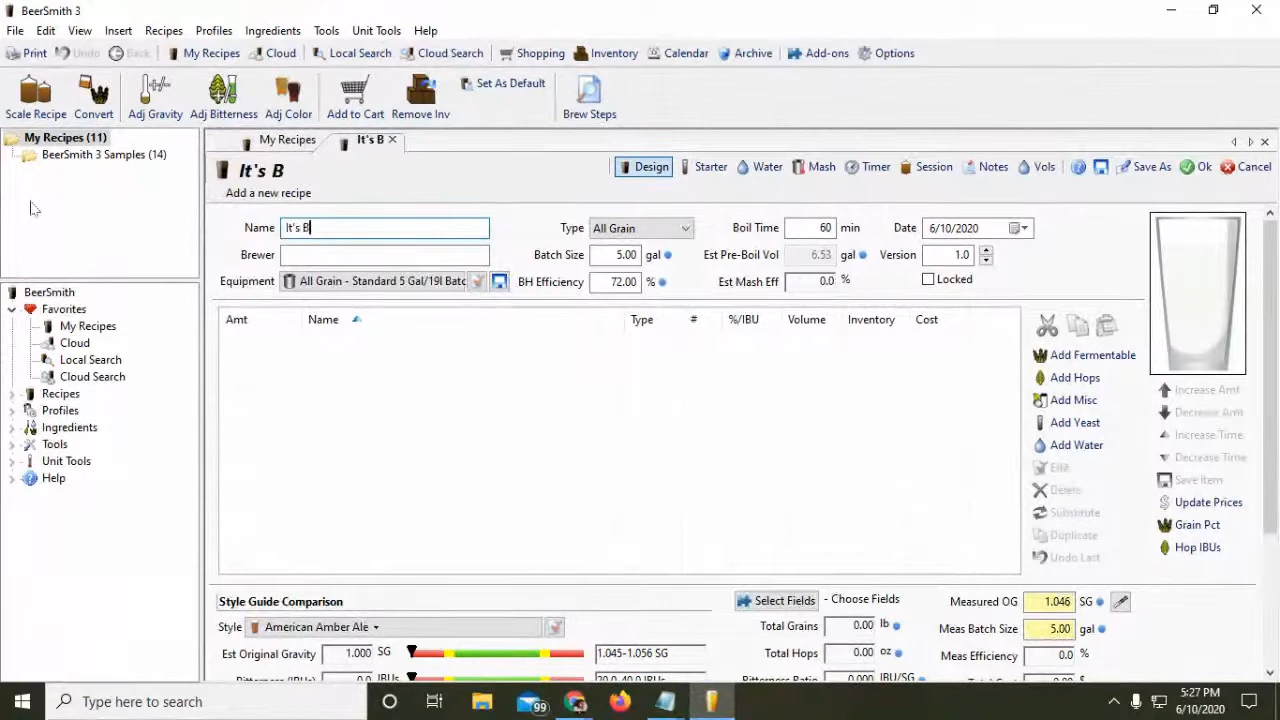 BeerSmith 3
File Edit View Insert Recipes Profiles Ingredients Tools Unit Tools Help
Print Undo Back My Recipes Cloud Local Search Cloud Search Shopping Inventory Calendar Archive Add-ons Options
Scale Recipe Convert Adj Gravity Adj Bitterness Adj Color Add to Cart Remove Inv Set As Default Brew Steps
My Recipes (11)
BeerSmith 3 Samples (14)
BeerSmith
Favorites
My Recipes
Cloud
Local Search
Cloud Search
Recipes
Profiles
Ingredients
Tools
Unit Tools
Help
My Recipes It's B
It's B Design Starter Water Mash Timer Session Notes Vols Save As Ok Cancel
Add a new recipe
Name It's B Type All Grain Boil Time 60 min Date 6/10/2020
Brewer Batch Size 5.00 gal Est Pre-Boil Vol 6.53 gal Version 1.0
Equipment All Grain - Standard 5 Gal/19l Batc BH Efficiency 72.00 % Est Mash Eff 0.0 % Locked
Amt Name Type # %/IBU Volume Inventory Cost
Add Fermentable
Add Hops
Add Misc
Add Yeast
Add Water
Edit
Delete
Substitute
Duplicate
Undo Last
Increase Amt
Decrease Amt
Increase Time
Decrease Time
Save Item
Update Prices
Grain Pct
Hop IBUs
Style Guide Comparison Select Fields - Choose Fields Measured OG 1.046 SG
Style American Amber Ale Total Grains 0.00 lb Meas Batch Size 5.00 gal
Est Original Gravity 1.000 SG 1.045-1.056 SG Total Hops 0.00 oz Meas Efficiency 0.0 %
Bitterness (IBUs) 0.0 IBUs 20.0-40.0 IBUs Bitterness Ratio 0.000 IBU/SG
Type here to search 99 5:27 PM
6/10/2020